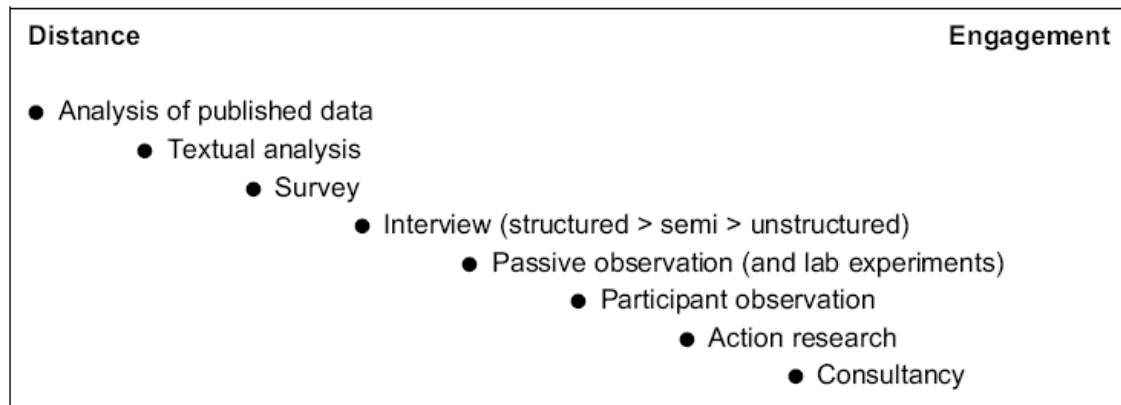 Distance Engagement
● Analysis of published data
● Textual analysis
● Survey
● Interview (structured > semi > unstructured)
● Passive observation (and lab experiments)
● Participant observation
● Action research
● Consultancy